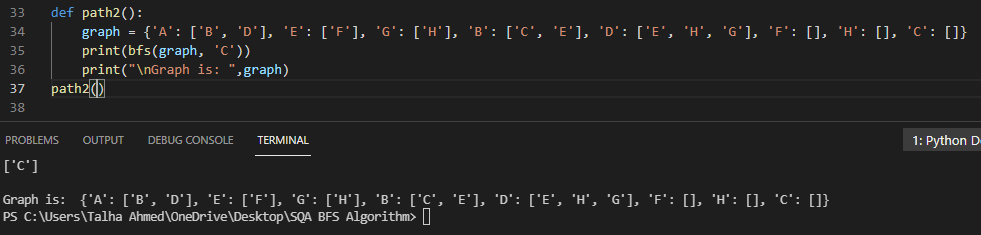 33 def path2():
34     graph = {'A': ['B', 'D'], 'E': ['F'], 'G': ['H'], 'B': ['C', 'E'], 'D': ['E', 'H', 'G'], 'F': [], 'H': [], 'C': []}
35     print(bfs(graph, 'C'))
36     print("\nGraph is: ",graph)
37 path2()
38
PROBLEMS OUTPUT DEBUG CONSOLE TERMINAL 1: Python De
['C']
Graph is:  {'A': ['B', 'D'], 'E': ['F'], 'G': ['H'], 'B': ['C', 'E'], 'D': ['E', 'H', 'G'], 'F': [], 'H': [], 'C': []}
PS C:\Users\Talha Ahmed\OneDrive\Desktop\SQA BFS Algorithm>